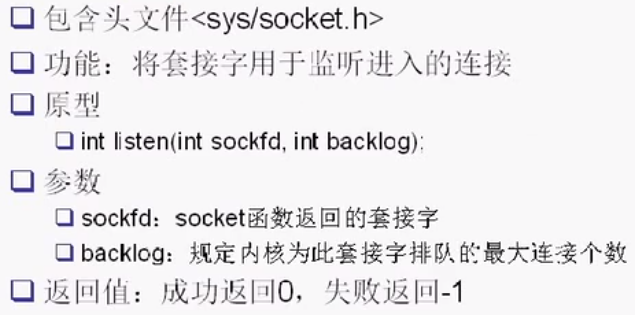 包含头文件<sys/socket.h>
功能：将套接字用于监听进入的连接
原型
int listen(int sockfd, int backlog);
参数
sockfd：socket函数返回的套接字
backlog：规定内核为此套接字排队的最大连接个数
返回值：成功返回0，失败返回-1